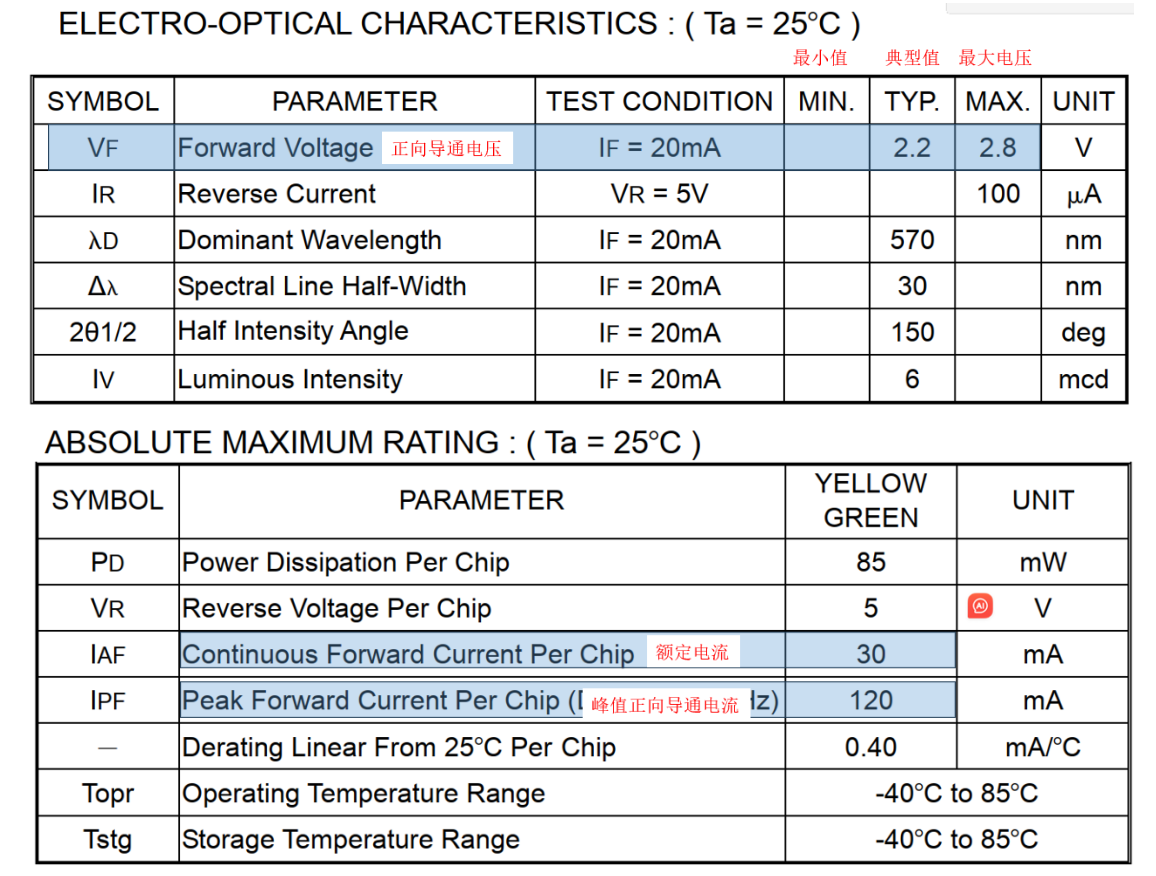 ELECTRO-OPTICAL CHARACTERISTICS : ( Ta = 25°C )
最小值 典型值 最大电压
SYMBOL PARAMETER TEST CONDITION MIN. TYP. MAX. UNIT
VF Forward Voltage 正向导通电压 IF = 20mA 2.2 2.8 V
IR Reverse Current VR = 5V 100 μA
λD Dominant Wavelength IF = 20mA 570 nm
Δλ Spectral Line Half-Width IF = 20mA 30 nm
2θ1/2 Half Intensity Angle IF = 20mA 150 deg
IV Luminous Intensity IF = 20mA 6 mcd
ABSOLUTE MAXIMUM RATING : ( Ta = 25°C )
SYMBOL PARAMETER YELLOW GREEN UNIT
PD Power Dissipation Per Chip 85 mW
VR Reverse Voltage Per Chip 5 AI V
IAF Continuous Forward Current Per Chip 额定电流 30 mA
IPF Peak Forward Current Per Chip ( 峰值正向导通电流 Hz) 120 mA
— Derating Linear From 25°C Per Chip 0.40 mA/°C
Topr Operating Temperature Range -40°C to 85°C
Tstg Storage Temperature Range -40°C to 85°C